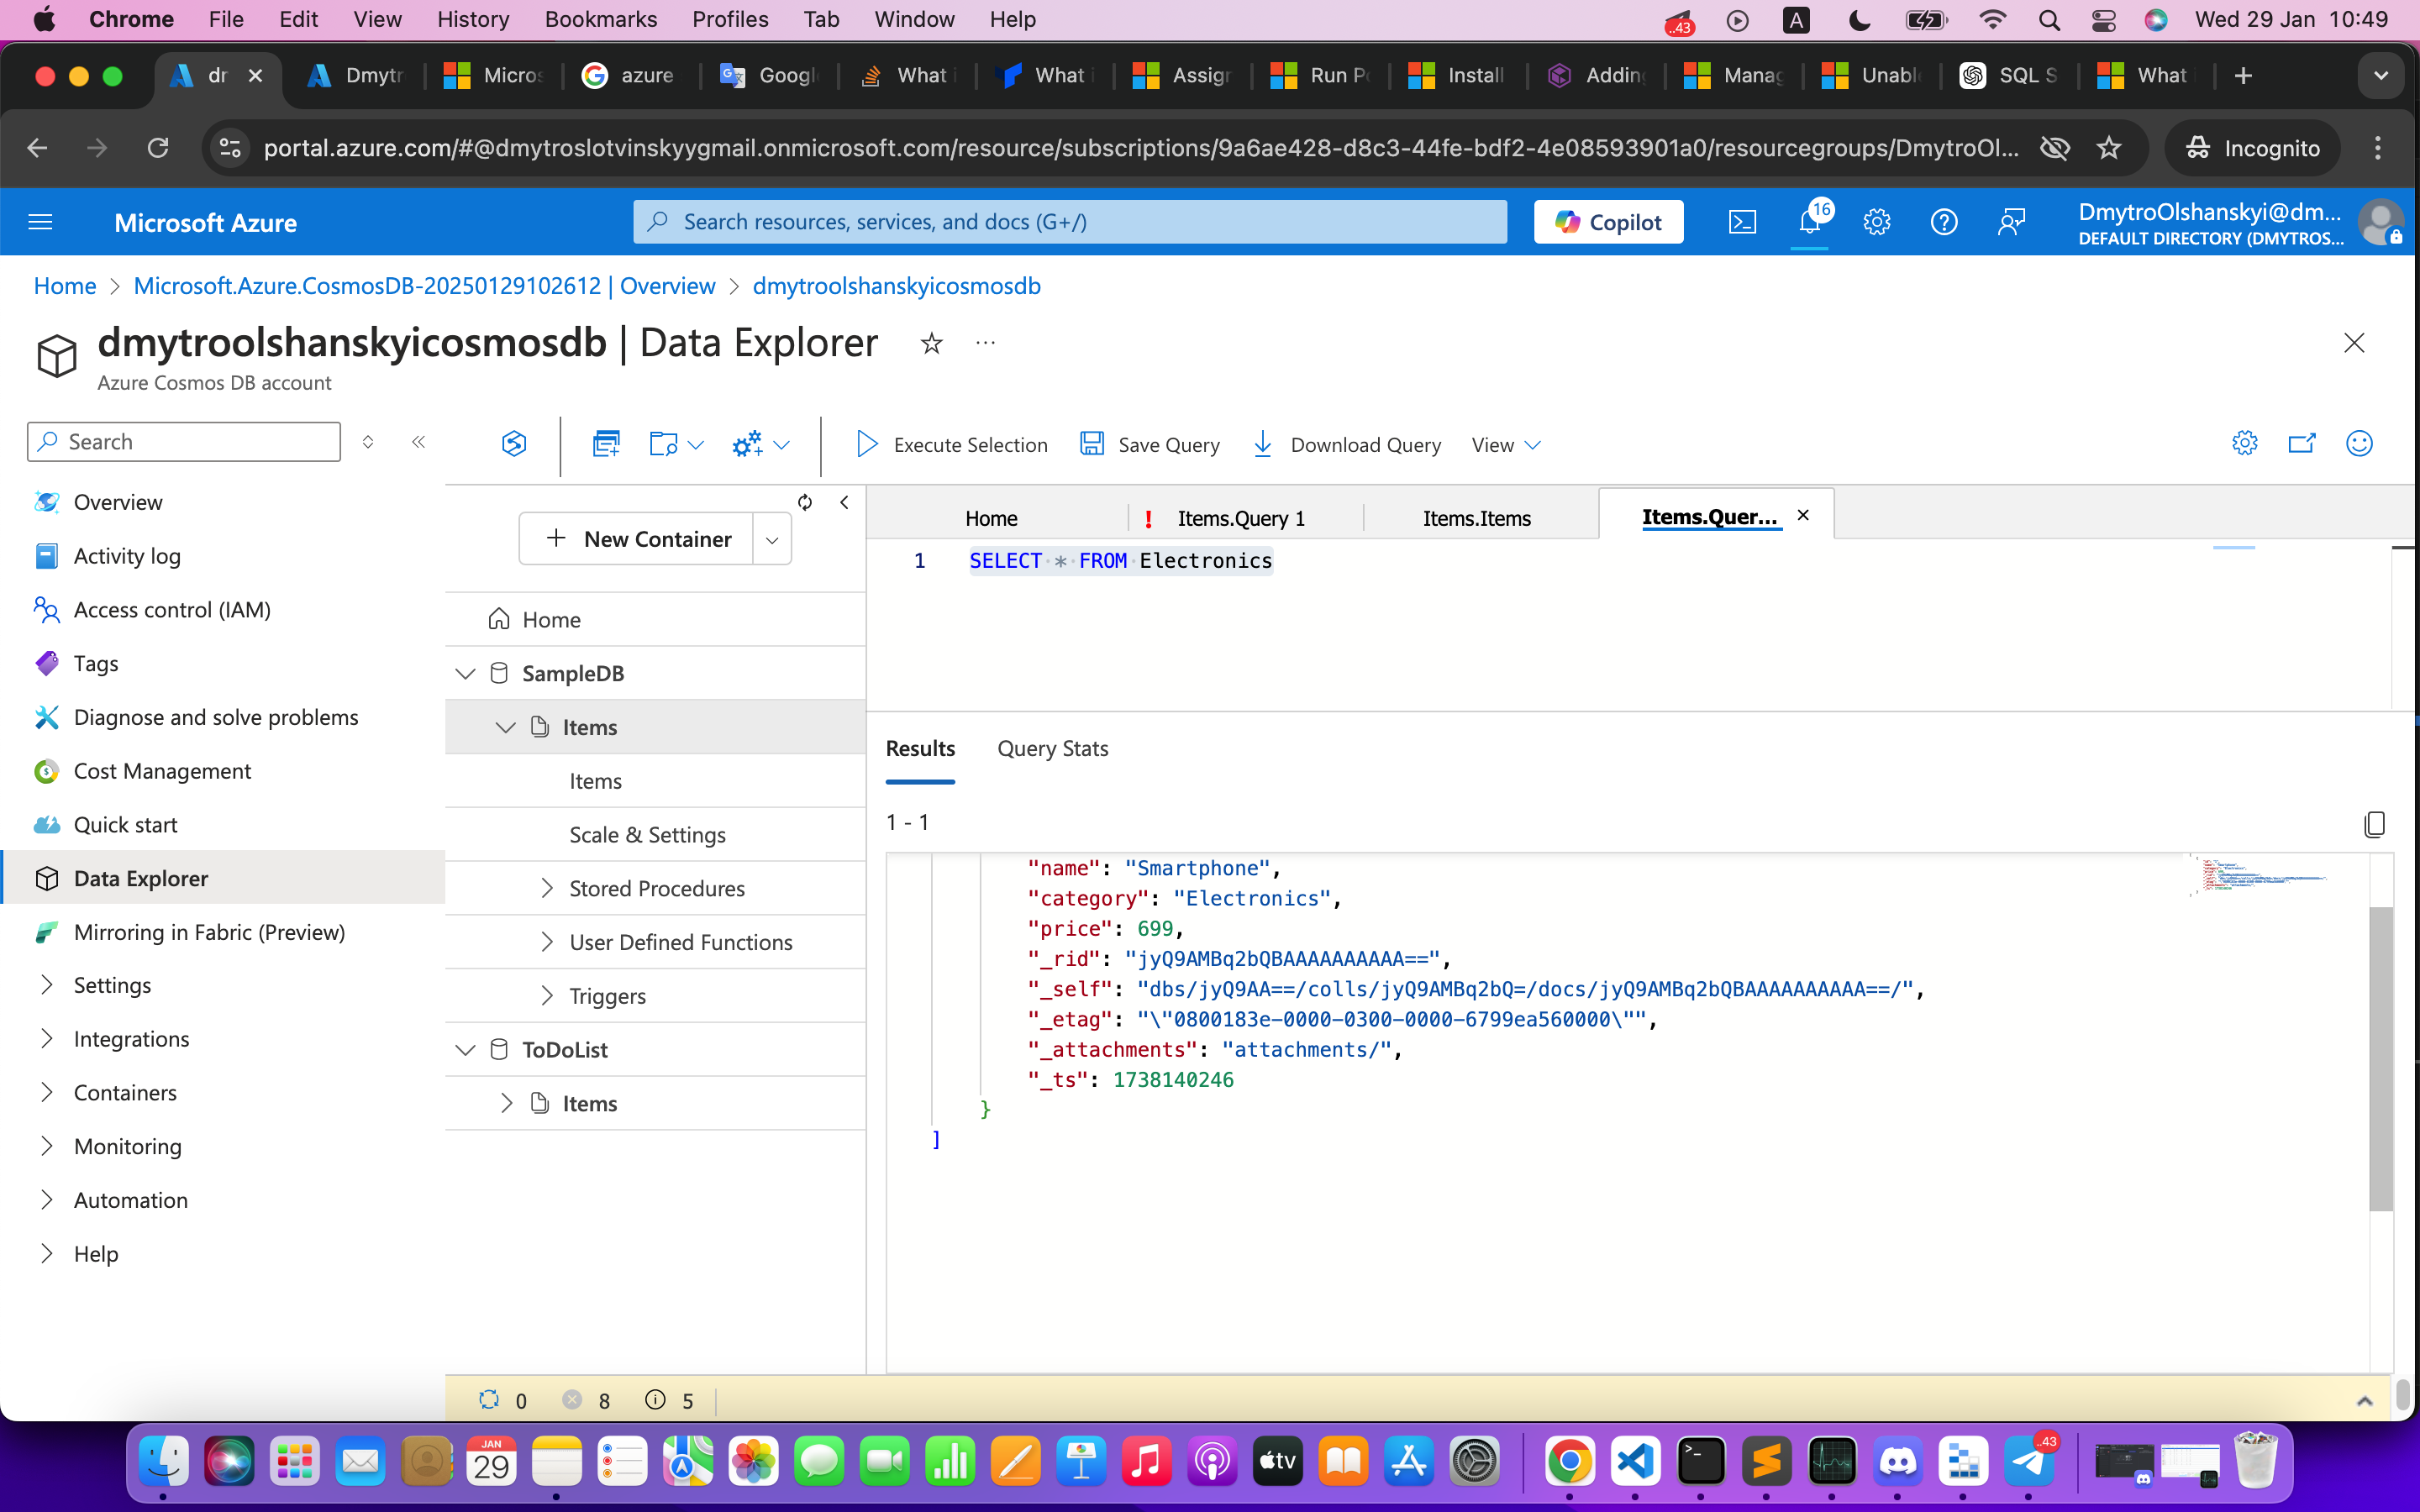 Chrome File Edit View History Bookmarks Profiles Tab Window Help ..43 A Wed 29 Jan 10:49
dr Dmytr Micros azure Googl What i What i Assign Run Po Install Adding Manag Unabl SQL S What
portal.azure.com/#@dmytroslotvinskyygmail.onmicrosoft.com/resource/subscriptions/9a6ae428-d8c3-44fe-bdf2-4e08593901a0/resourcegroups/DmytroOl... Incognito
Microsoft Azure Search resources, services, and docs (G+/) Copilot 16 DmytroOlshanskyi@dm...
DEFAULT DIRECTORY (DMYTROS...
Home > Microsoft.Azure.CosmosDB-20250129102612 | Overview > dmytroolshanskyicosmosdb
dmytroolshanskyicosmosdb | Data Explorer
Azure Cosmos DB account
Search
Overview
Activity log
Access control (IAM)
Tags
Diagnose and solve problems
Cost Management
Quick start
Data Explorer
Mirroring in Fabric (Preview)
Settings
Integrations
Containers
Monitoring
Automation
Help
Execute Selection Save Query Download Query View
New Container
Home
SampleDB
Items
Items
Scale & Settings
Stored Procedures
User Defined Functions
Triggers
ToDoList
Items
Home ! Items.Query 1 Items.Items Items.Quer...
1 SELECT * FROM Electronics
Results Query Stats
1 - 1
"name": "Smartphone",
"category": "Electronics",
"price": 699,
"_rid": "jyQ9AMBq2bQBAAAAAAAAAA==",
"_self": "dbs/jyQ9AA==/colls/jyQ9AMBq2bQ=/docs/jyQ9AMBq2bQBAAAAAAAAAA==/",
"_etag": "\"0800183e-0000-0300-0000-6799ea560000\"",
"_attachments": "attachments/",
"_ts": 1738140246
}
]
0 8 5
JAN
29
tv
..43